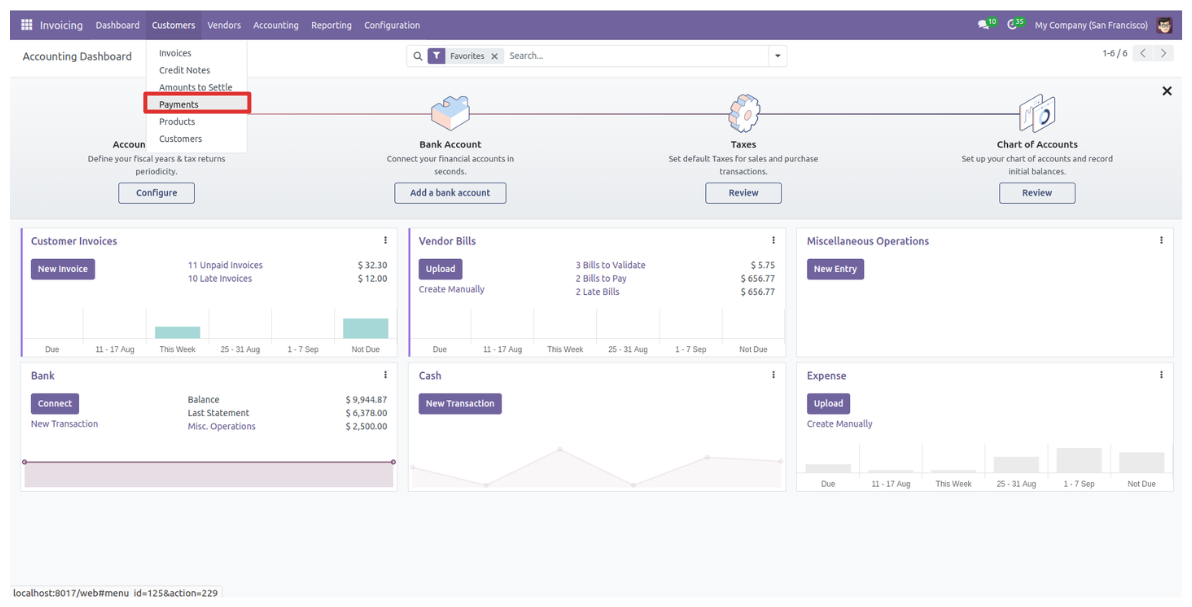 Invoicing Dashboard Customers Vendors Accounting Reporting Configuration 10 35 My Company (San Francisco)
Accounting Dashboard
Favorites × Search...
1-6 / 6
Invoices
Credit Notes
Amounts to Settle
Payments
Products
Customers
Accoun
Define your fiscal years & tax returns
periodicity.
Configure
Bank Account
Connect your financial accounts in
seconds.
Add a bank account
Taxes
Set default Taxes for sales and purchase
transactions.
Review
Chart of Accounts
Set up your chart of accounts and record
initial balances.
Review
Customer Invoices
New Invoice
11 Unpaid Invoices $ 32.30
10 Late Invoices $ 12.00
Due 11 - 17 Aug This Week 25 - 31 Aug 1 - 7 Sep Not Due
Vendor Bills
Upload
Create Manually
3 Bills to Validate $ 5.75
2 Bills to Pay $ 656.77
2 Late Bills $ 656.77
Due 11 - 17 Aug This Week 25 - 31 Aug 1 - 7 Sep Not Due
Miscellaneous Operations
New Entry
Bank
Connect
New Transaction
Balance $ 9,944.87
Last Statement $ 6,378.00
Misc. Operations $ 2,500.00
Cash
New Transaction
Expense
Upload
Create Manually
Due 11 - 17 Aug This Week 25 - 31 Aug 1 - 7 Sep Not Due
localhost:8017/web#menu_id=125&action=229